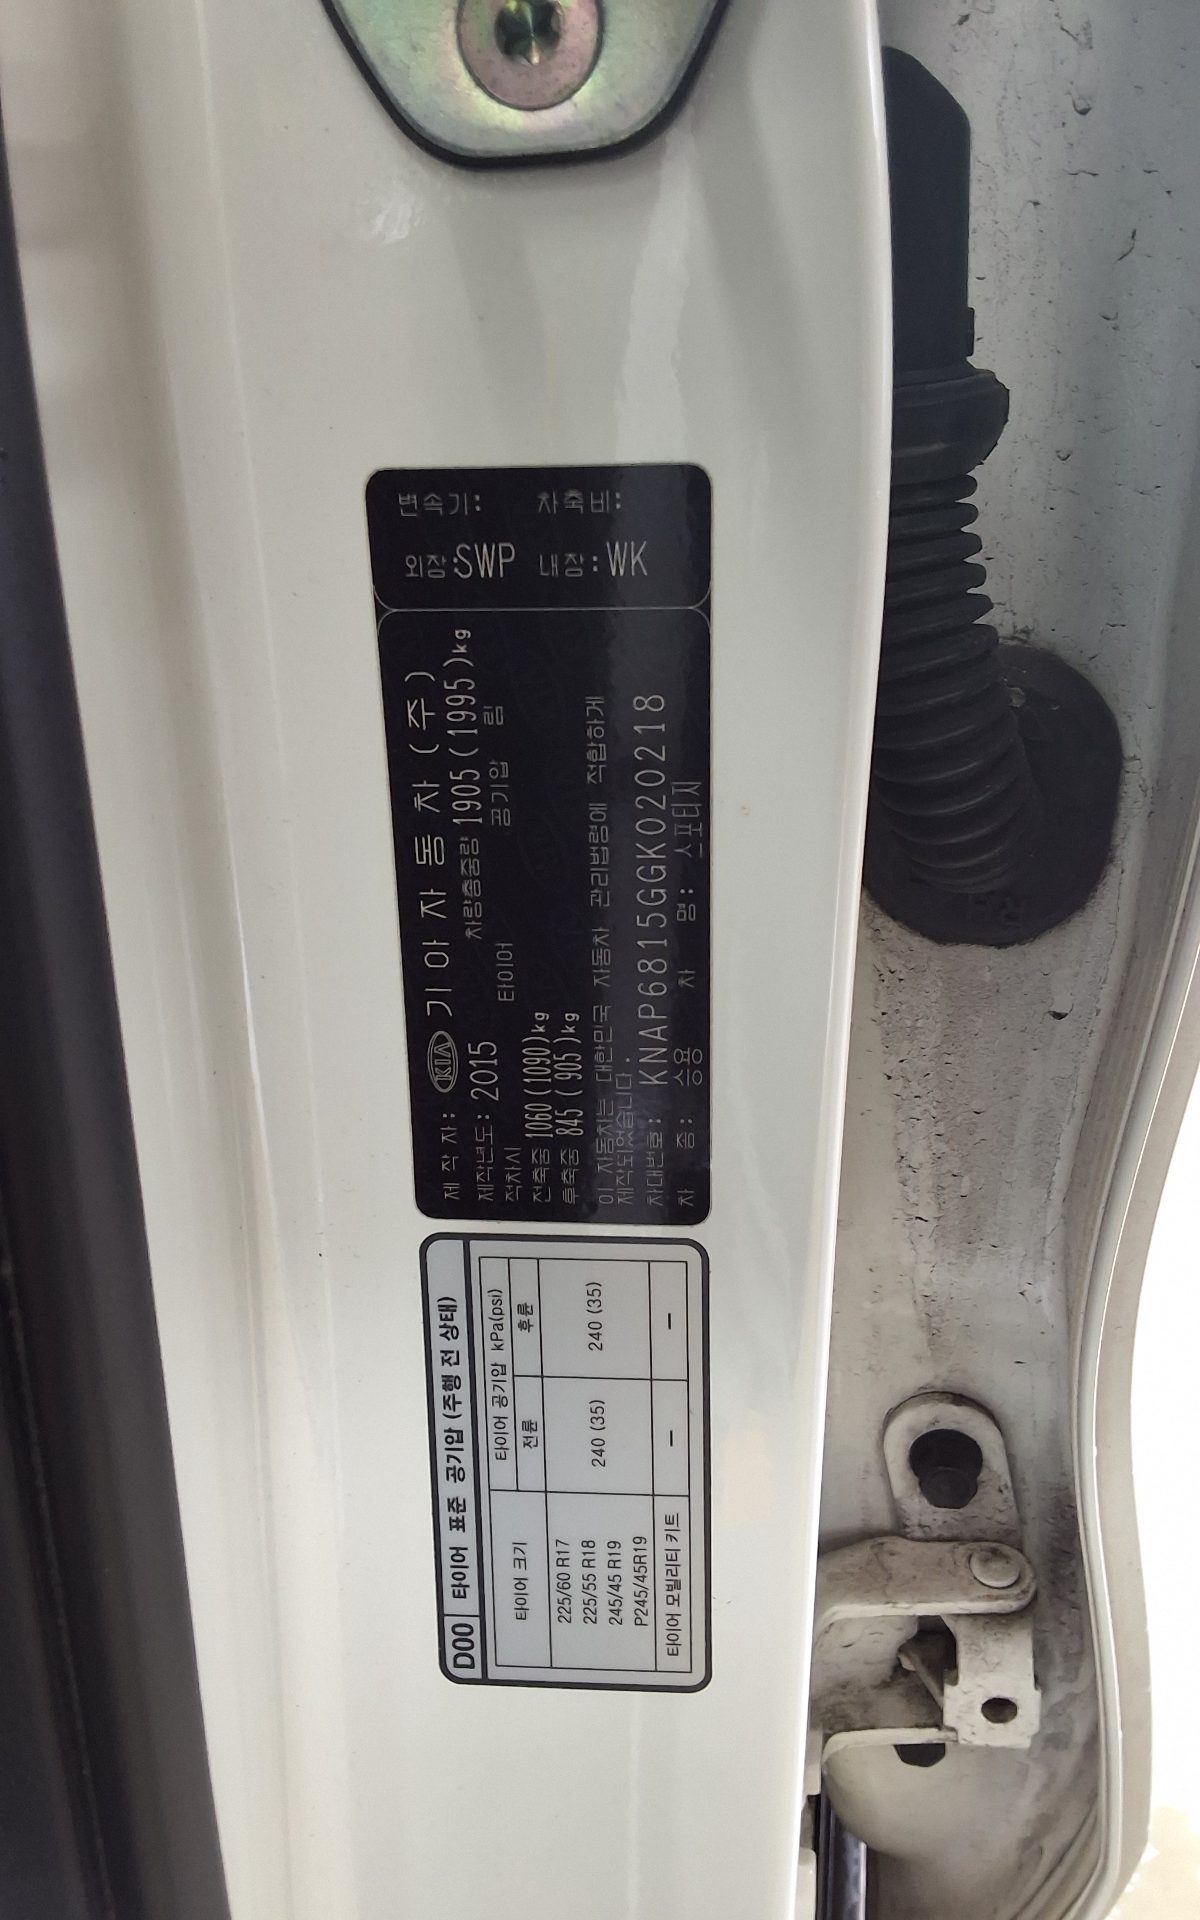 제 작 자: KIA 기아자동차(주)
제작년도: 2015 차량총중량 1905(1995)kg
적차시 타이어 공기압 림
전축중 1060(1090)kg
후축중 845( 905)kg
이 자동차는 대한민국 자동차 관리법령에 적합하게
제작되었습니다.
차대번호: KNAP6815GGK020218
차 종: 승용 차 명: 스포티지
변속기: 차축비:
외장:SWP 내장:WK
D00 타이어 표준 공기압 (주행 전 상태)
타이어 크기 타이어 공기압 kPa(psi)
전륜 후륜
225/60 R17
225/55 R18
245/45 R19
P245/45R19
240 (35) 240 (35)
타이어 모빌리티 키트 – –
RH